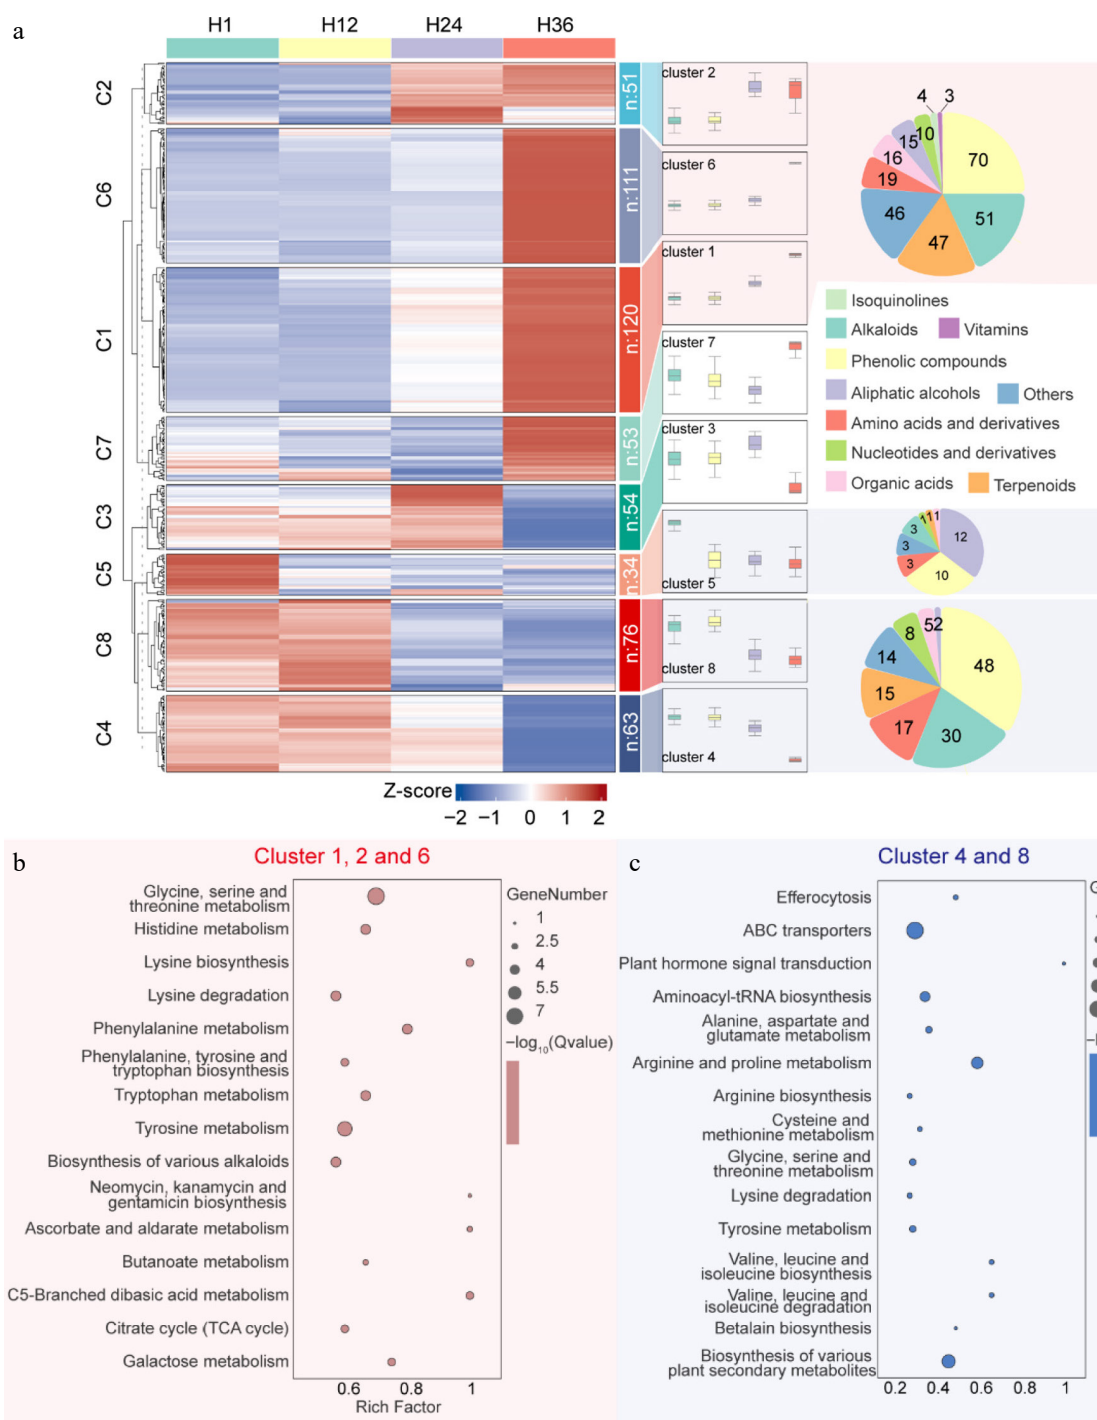 a
H1
H12
H24
H36
C2
C6
C1
C7
C3
C5
C8
C4
n:51
n:111
n:120
n:53
n:54
n:34
n:76
n:63
cluster 2
cluster 6
cluster 1
cluster 7
cluster 3
cluster 5
cluster 8
cluster 4
4
3
10
15
16
19
46
47
51
70
Isoquinolines
Alkaloids
Vitamins
Phenolic compounds
Aliphatic alcohols
Others
Amino acids and derivatives
Nucleotides and derivatives
Organic acids
Terpenoids
1
1
1
3
3
3
10
12
52
8
14
15
17
30
48
Z-score
−2 −1 0 1 2
b
Cluster 1, 2 and 6
Glycine, serine and
threonine metabolism
Histidine metabolism
Lysine biosynthesis
Lysine degradation
Phenylalanine metabolism
Phenylalanine, tyrosine and
tryptophan biosynthesis
Tryptophan metabolism
Tyrosine metabolism
Biosynthesis of various alkaloids
Neomycin, kanamycin and
gentamicin biosynthesis
Ascorbate and aldarate metabolism
Butanoate metabolism
C5-Branched dibasic acid metabolism
Citrate cycle (TCA cycle)
Galactose metabolism
0.6 0.8 1
Rich Factor
GeneNumber
1
2.5
4
5.5
7
−log10(Qvalue)
c
Cluster 4 and 8
Efferocytosis
ABC transporters
Plant hormone signal transduction
Aminoacyl-tRNA biosynthesis
Alanine, aspartate and
glutamate metabolism
Arginine and proline metabolism
Arginine biosynthesis
Cysteine and
methionine metabolism
Glycine, serine and
threonine metabolism
Lysine degradation
Tyrosine metabolism
Valine, leucine and
isoleucine biosynthesis
Valine, leucine and
isoleucine degradation
Betalain biosynthesis
Biosynthesis of various
plant secondary metabolites
0.2 0.4 0.6 0.8 1